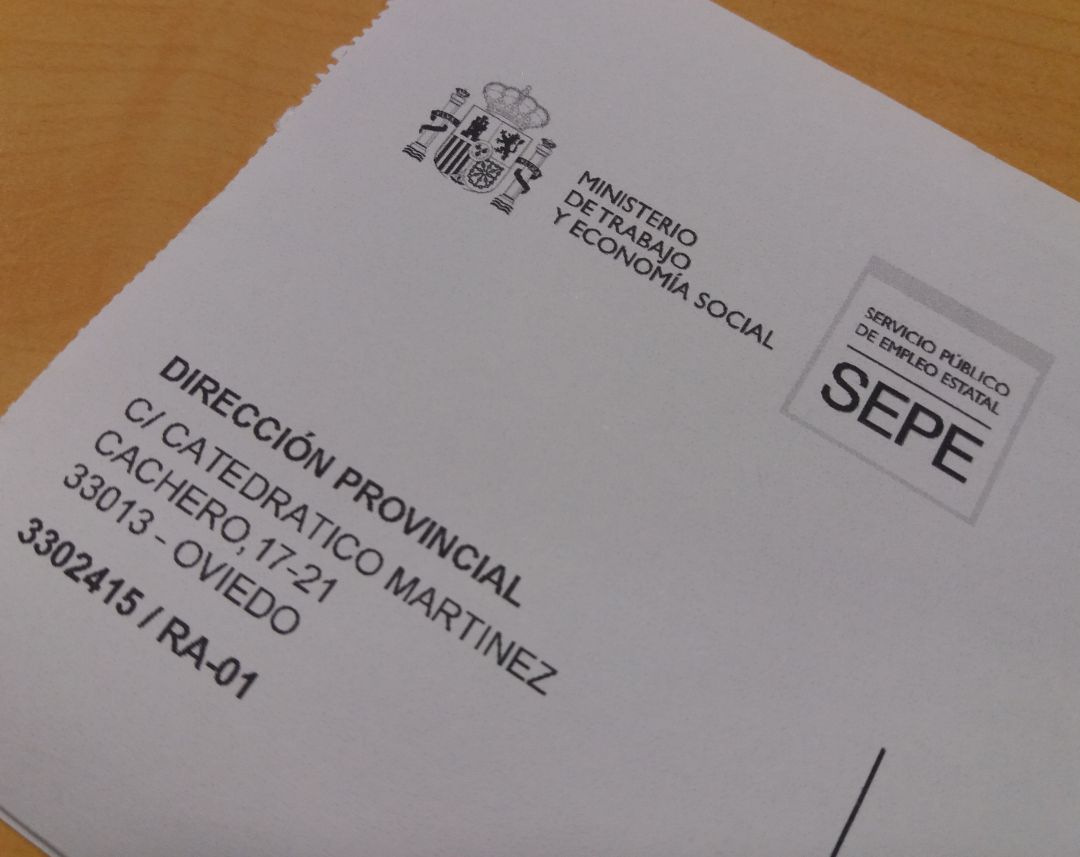 MINISTERIO
DE TRABAJO
Y ECONOMÍA SOCIAL
SERVICIO PÚBLICO
DE EMPLEO ESTATAL
SEPE
DIRECCIÓN PROVINCIAL
C/ CATEDRATICO MARTINEZ
CACHERO,17-21
33013 - OVIEDO
3302415 / RA-01